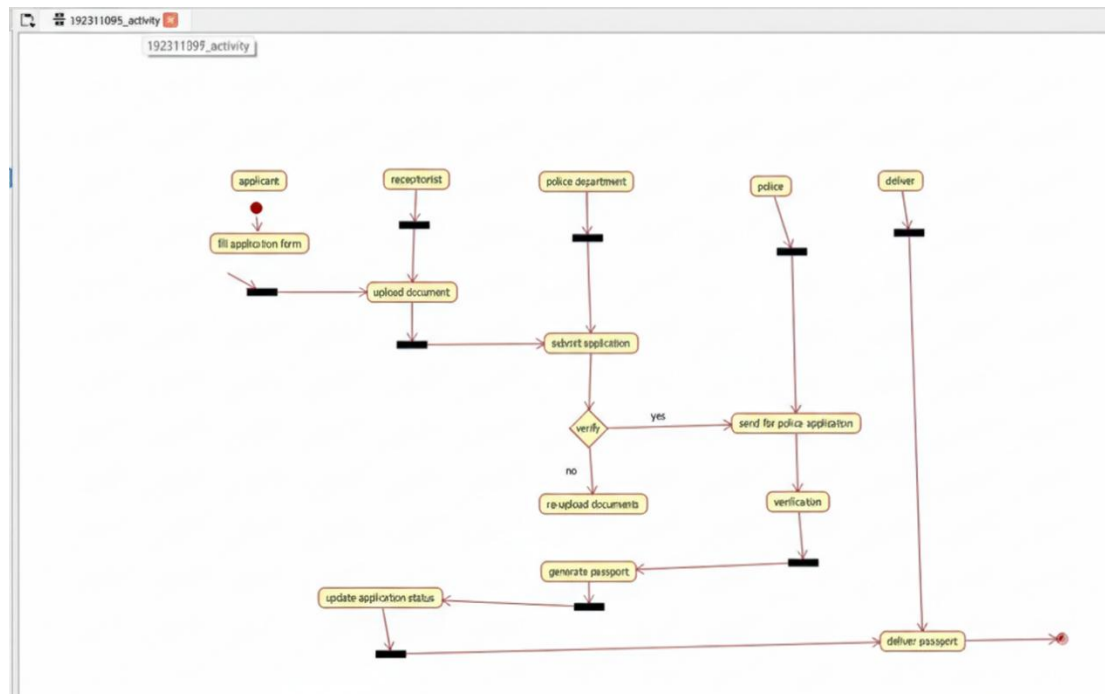 192311095_activity
192311095_activity
applicant
receptorist
police department
police
deliver
fill application form
upload document
application
verify
yes
send for police application
no
re-upload documents
verification
generate passport
update application status
deliver passport